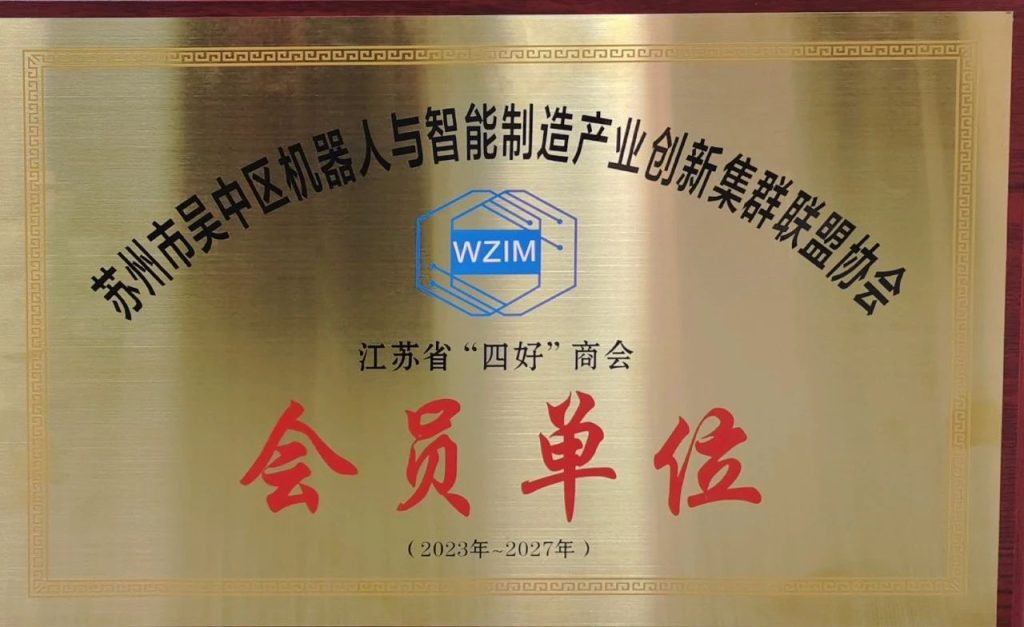 苏州市吴中区机器人与智能制造产业创新集群联盟协会
WZIM
江苏省“四好”商会
会员单位
（2023年~2027年）